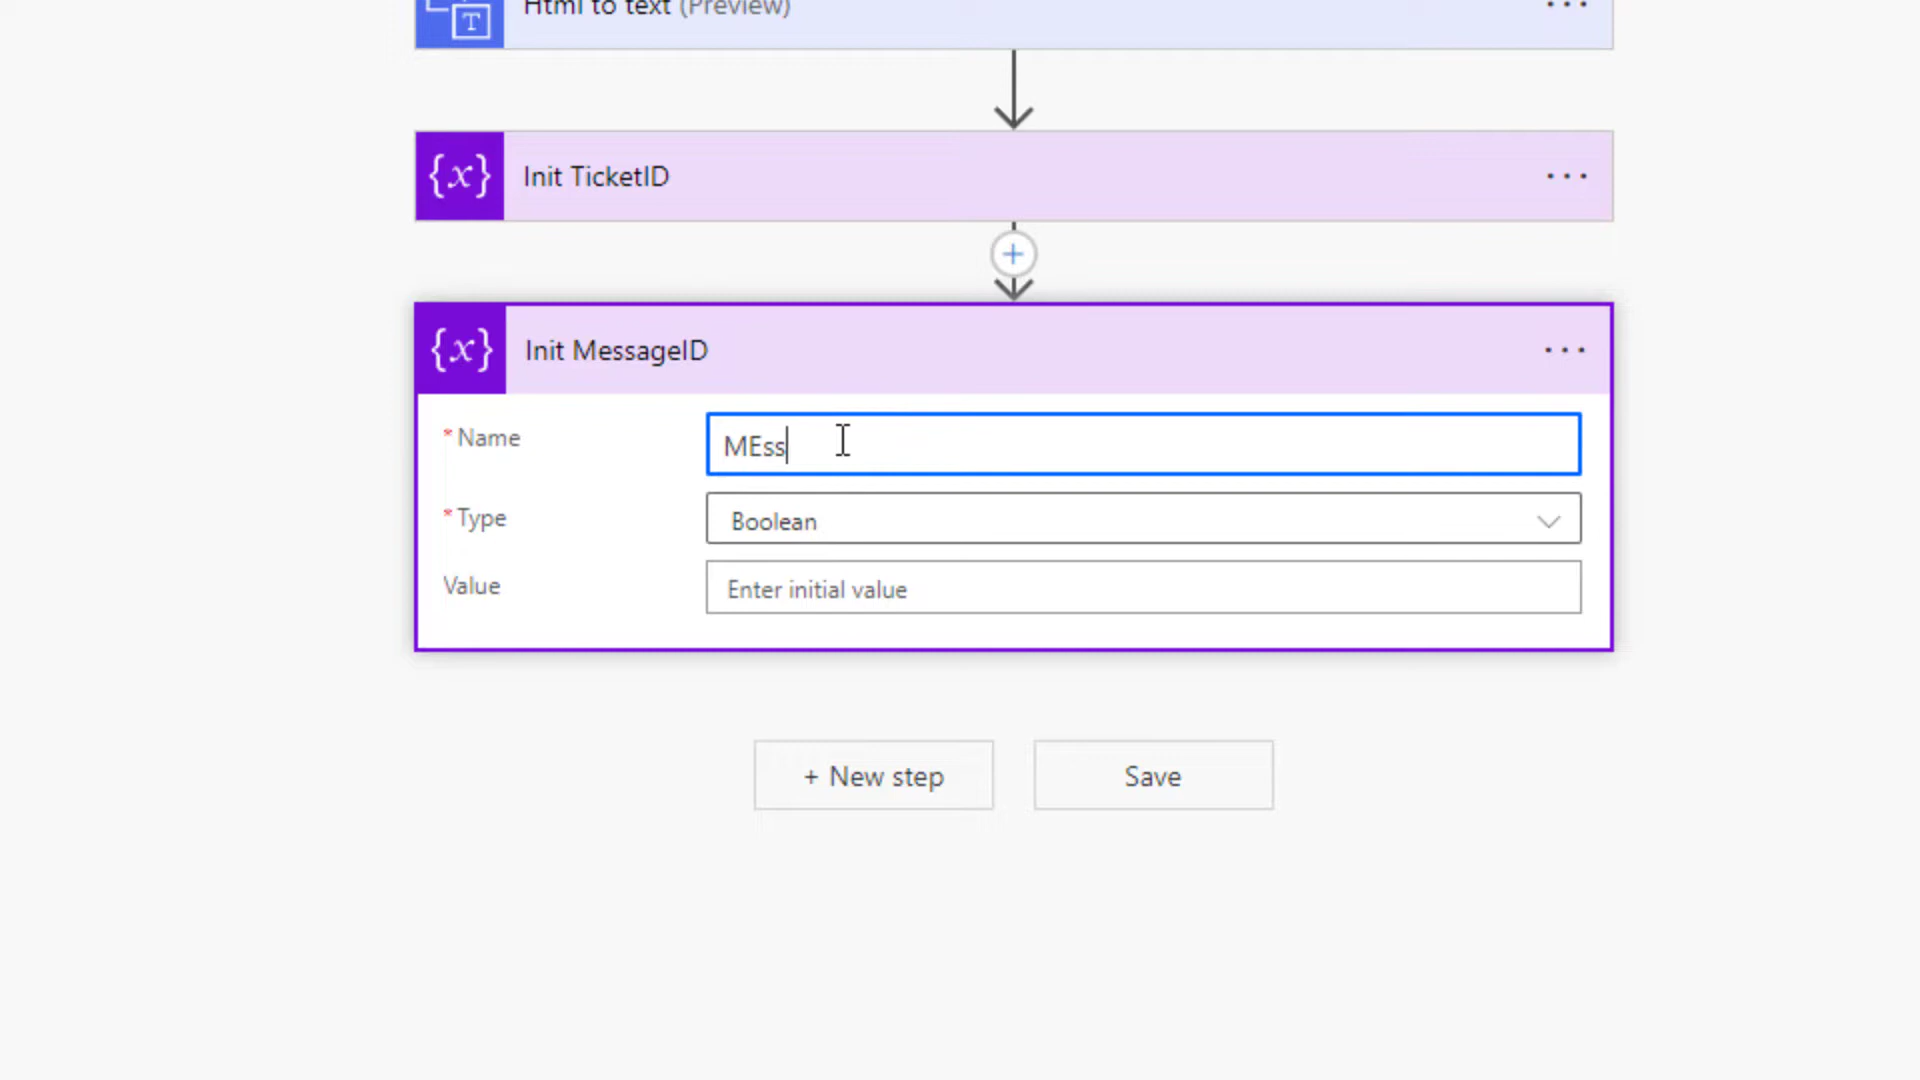 Html to text (Preview)
{x} Init TicketID
{x} Init MessageID
* Name
MEss
* Type
Boolean
Value
Enter initial value
+ New step
Save